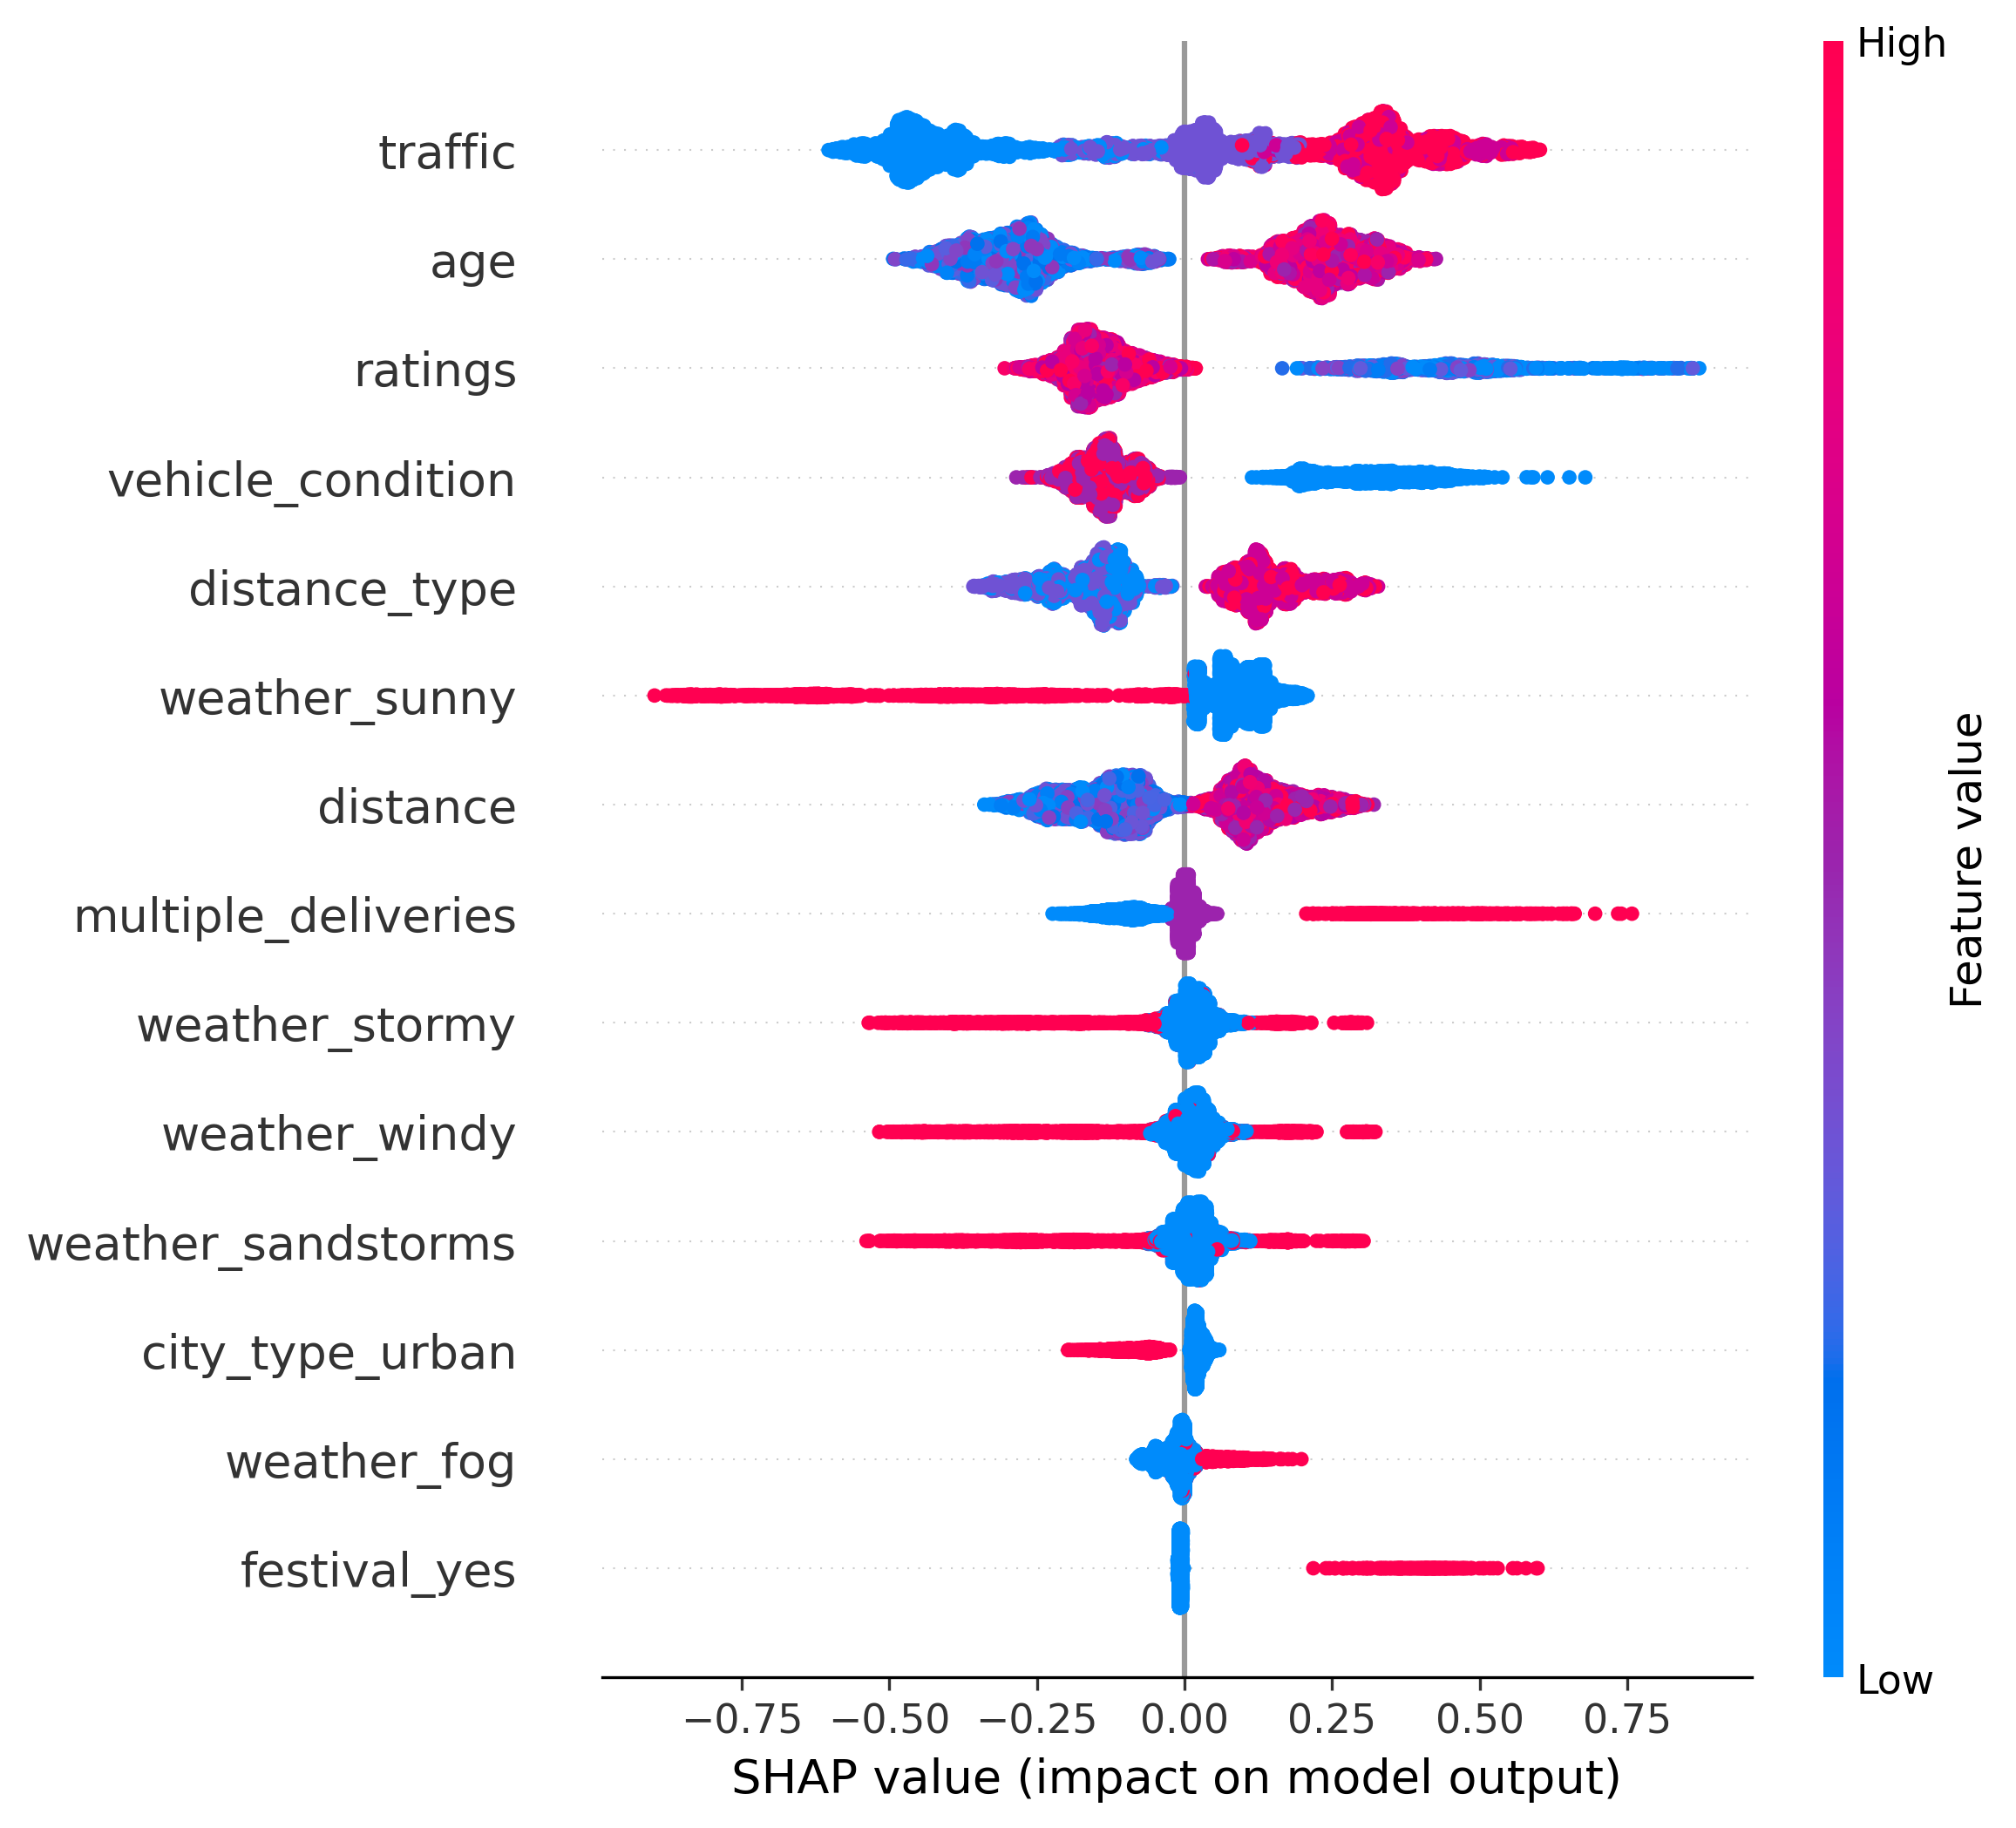 High
traffic
age
ratings
vehicle_condition
distance_type
weather_sunny
distance
multiple_deliveries
weather_stormy
weather_windy
weather_sandstorms
city_type_urban
weather_fog
festival_yes
Feature value
Low
−0.75 −0.50 −0.25 0.00 0.25 0.50 0.75
SHAP value (impact on model output)